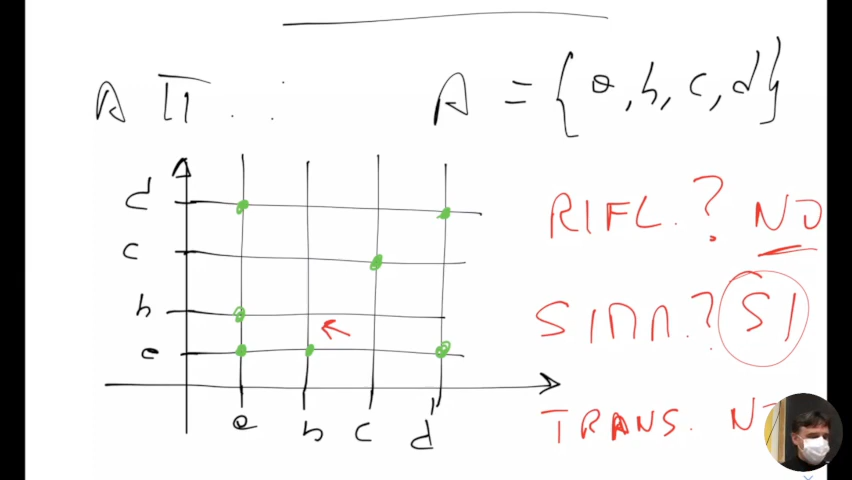 A = {a, b, c, d}
d
c
b
a
a b c d
RIFL. ? NO
SIMM. ? SI
TRANS. NO